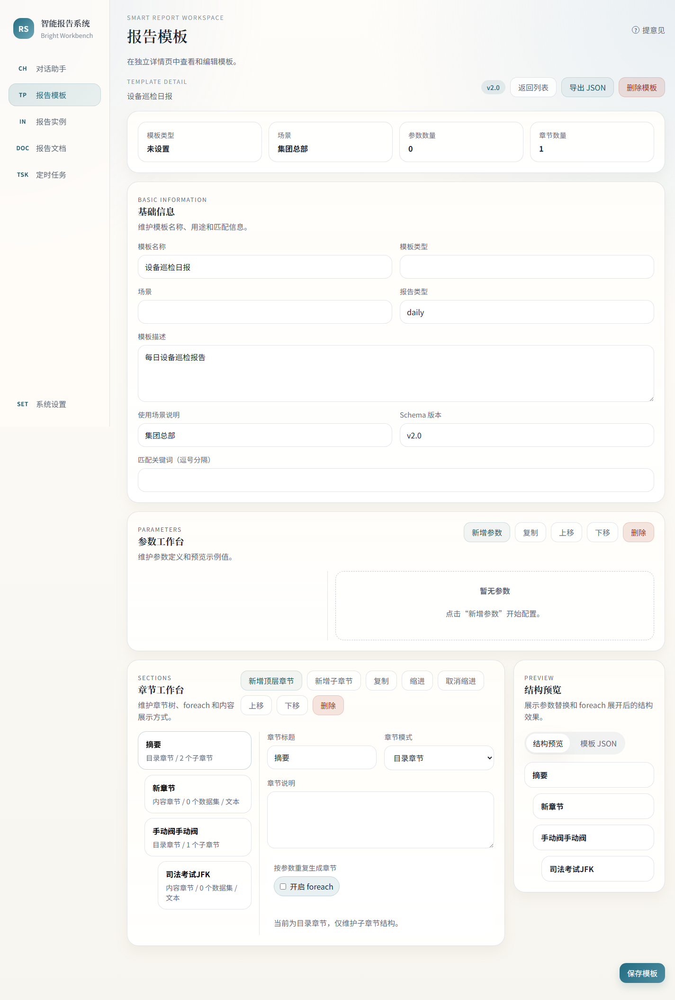 RS
智能报告系统
Bright Workbench
CH 对话助手
TP 报告模板
IN 报告实例
DOC 报告文档
TSK 定时任务
SET 系统设置
SMART REPORT WORKSPACE
报告模板
在独立详情页中查看和编辑模板。
? 提意见
TEMPLATE DETAIL
设备巡检日报
v2.0 返回列表 导出 JSON 删除模板
模板类型
未设置
场景
集团总部
参数数量
0
章节数量
1
BASIC INFORMATION
基础信息
维护模板名称、用途和匹配信息。
模板名称
设备巡检日报
模板类型
场景
报告类型
daily
模板描述
每日设备巡检报告
使用场景说明
集团总部
Schema 版本
v2.0
匹配关键词（逗号分隔）
PARAMETERS
参数工作台
维护参数定义和预览示例值。
新增参数 复制 上移 下移 删除
暂无参数
点击“新增参数”开始配置。
SECTIONS
章节工作台
维护章节树、foreach 和内容
展示方式。
新增顶层章节 新增子章节 复制 缩进 取消缩进
上移 下移 删除
摘要
目录章节 / 2 个子章节
新章节
内容章节 / 0 个数据集 / 文本
手动阀手动阀
目录章节 / 1 个子章节
司法考试JFK
内容章节 / 0 个数据集 /
文本
章节标题
摘要
章节模式
目录章节
章节说明
按参数重复生成章节
开启 foreach
当前为目录章节，仅维护子章节结构。
PREVIEW
结构预览
展示参数替换和 foreach 展开后的结构
效果。
结构预览 模板 JSON
摘要
新章节
手动阀手动阀
司法考试JFK
保存模板